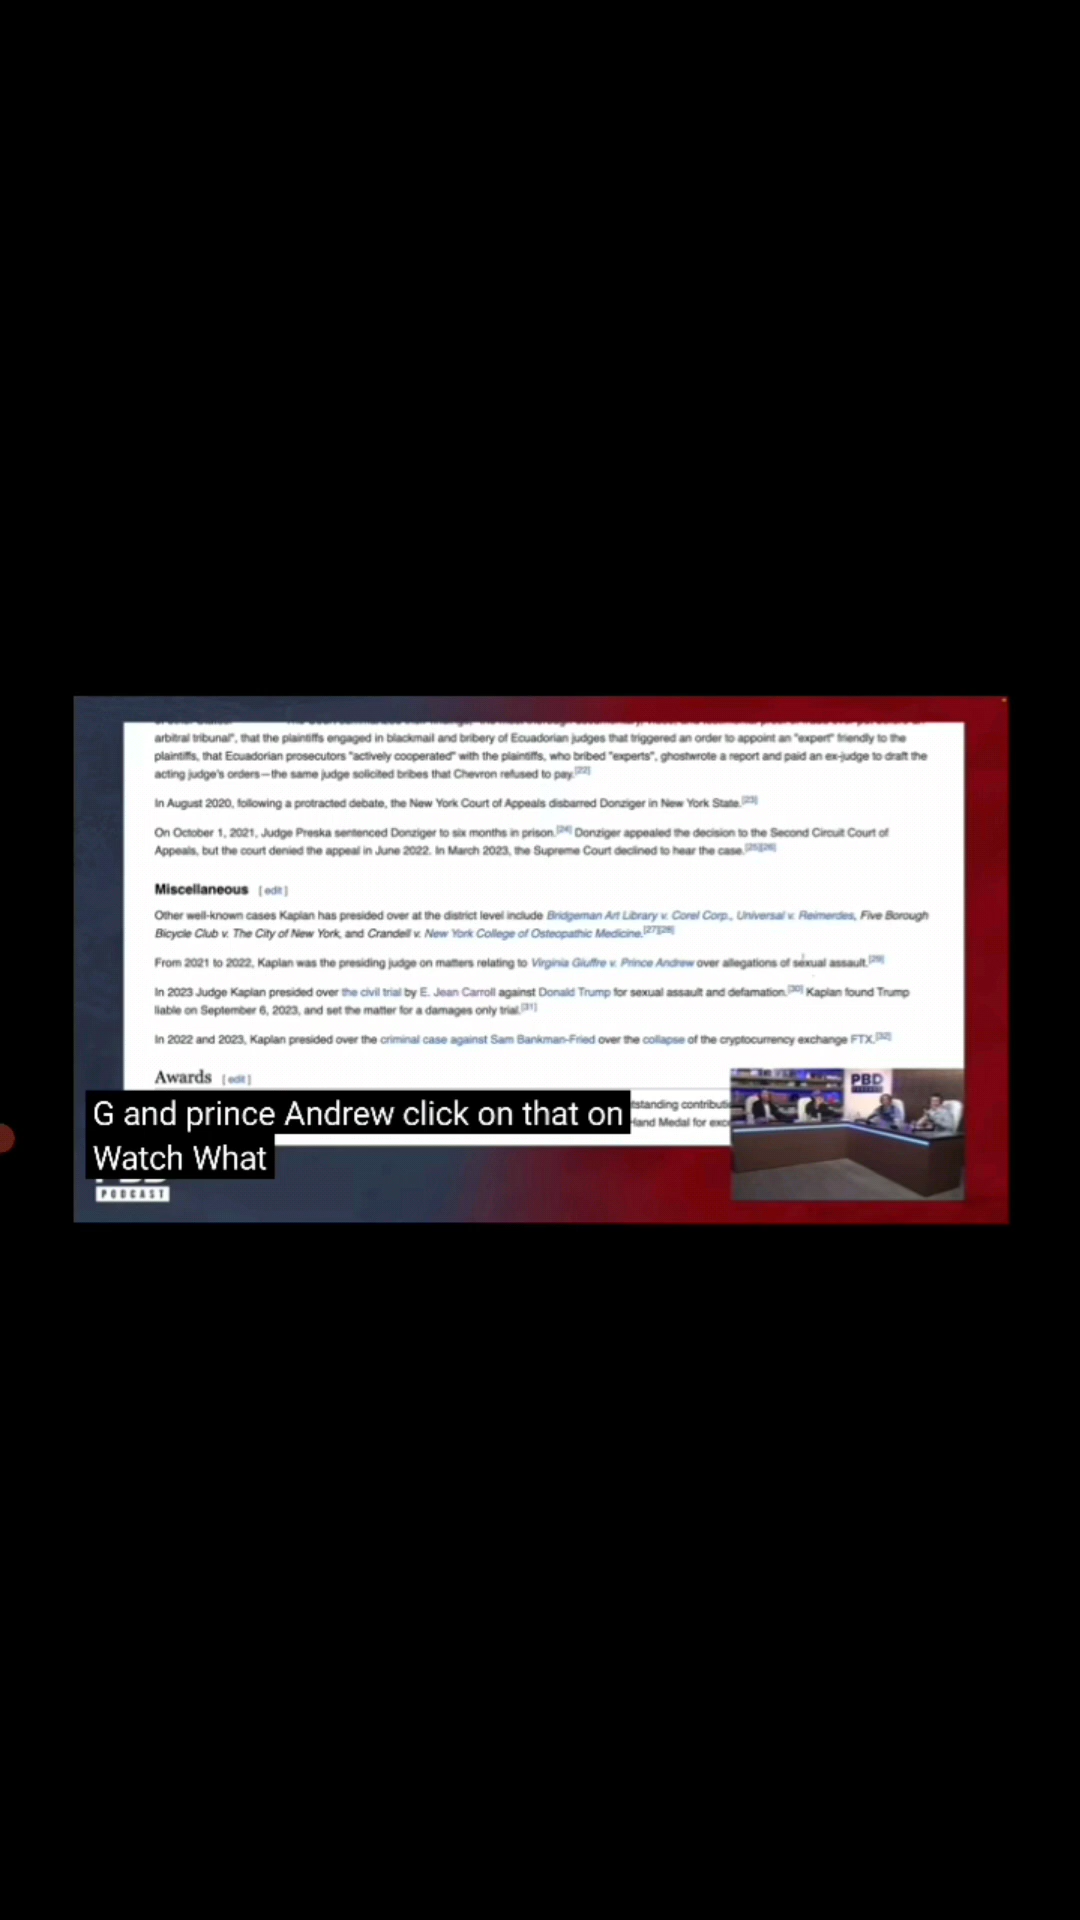 arbitral tribunal", that the plaintiffs engaged in blackmail and bribery of Ecuadorian judges that triggered an order to appoint an "expert" friendly to the
plaintiffs, that Ecuadorian prosecutors "actively cooperated" with the plaintiffs, who bribed "experts", ghostwrote a report and paid an ex-judge to draft the
acting judge's orders—the same judge solicited bribes that Chevron refused to pay.[22]
In August 2020, following a protracted debate, the New York Court of Appeals disbarred Donziger in New York State.[23]
On October 1, 2021, Judge Preska sentenced Donziger to six months in prison.[24] Donziger appealed the decision to the Second Circuit Court of
Appeals, but the court denied the appeal in June 2022. In March 2023, the Supreme Court declined to hear the case.[25][26]
Miscellaneous [edit]
Other well-known cases Kaplan has presided over at the district level include Bridgeman Art Library v. Corel Corp., Universal v. Reimerdes, Five Borough
Bicycle Club v. The City of New York, and Crandell v. New York College of Osteopathic Medicine.[27][28]
From 2021 to 2022, Kaplan was the presiding judge on matters relating to Virginia Giuffre v. Prince Andrew over allegations of sexual assault.[29]
In 2023 Judge Kaplan presided over the civil trial by E. Jean Carroll against Donald Trump for sexual assault and defamation.[30] Kaplan found Trump
liable on September 6, 2023, and set the matter for a damages only trial.[31]
In 2022 and 2023, Kaplan presided over the criminal case against Sam Bankman-Fried over the collapse of the cryptocurrency exchange FTX.[32]
Awards [edit]
Hand Medal for
G and prince Andrew click on that on
Watch What
PBD
PODCAST